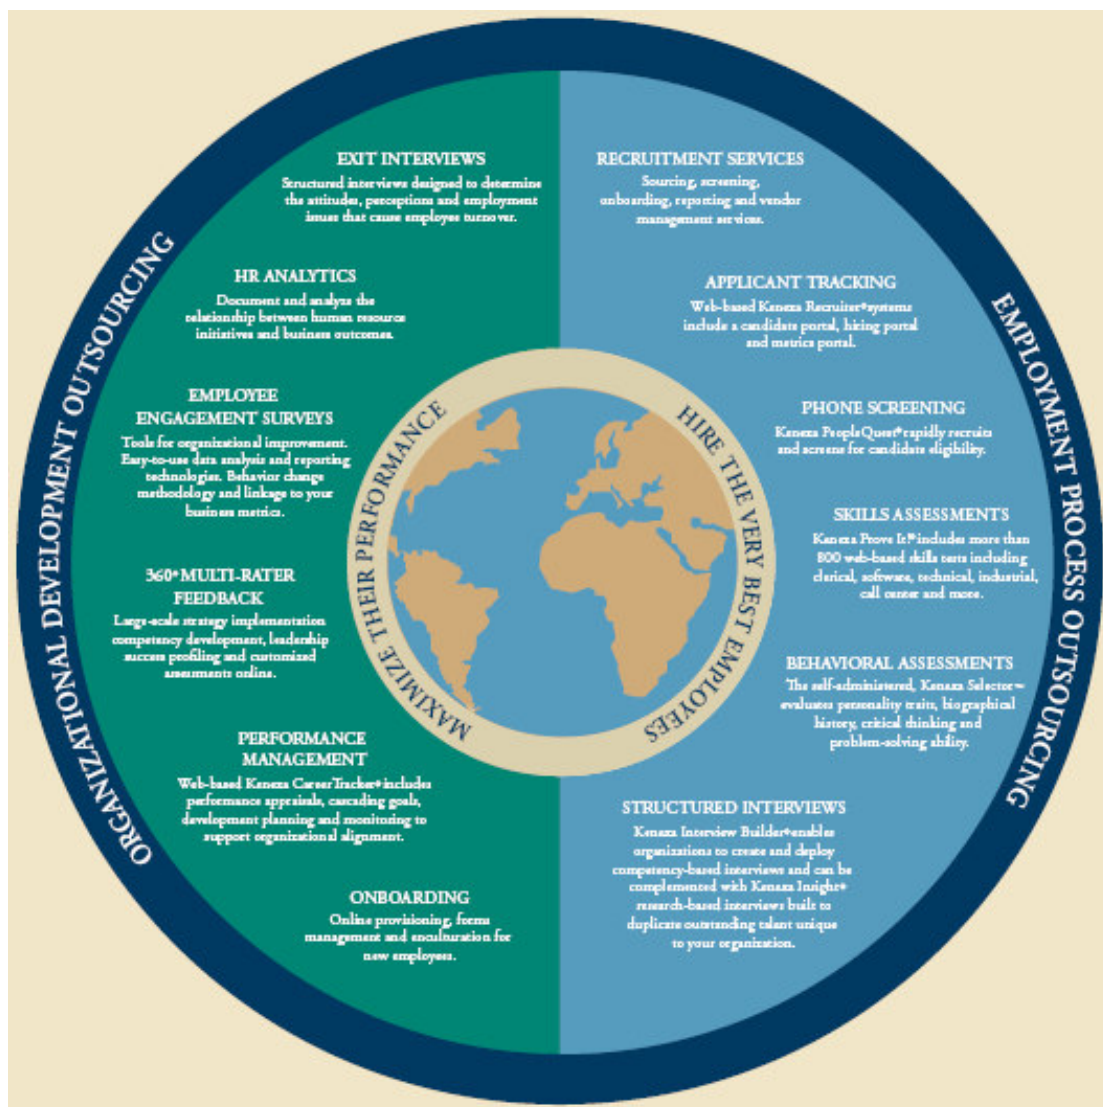 ORGANIZATIONAL DEVELOPMENT OUTSOURCING
EXIT INTERVIEWS
Structured interviews designed to determine
the attitudes, perceptions and employment
issues that cause employee turnover.
HR ANALYTICS
Document and analyze the
relationship between human resource
initiatives and business outcomes.
EMPLOYEE
ENGAGEMENT SURVEYS
Tools for organizational improvement.
Easy-to-use data analysis and reporting
technologies. Behavior change
methodology and linkage to your
business metrics.
360° MULTI-RATER
FEEDBACK
Large-scale strategy implementation
competency development, leadership
success profiling and customized
assessments online.
PERFORMANCE
MANAGEMENT
Web-based Kenexa CareerTracker® includes
performance appraisals, cascading goals,
development planning and monitoring to
support organizational alignment.
ONBOARDING
Online provisioning, forms
management and enculturation for
new employees.
MAXIMIZE THEIR PERFORMANCE
HIRE THE VERY BEST EMPLOYEES
RECRUITMENT SERVICES
Sourcing, screening,
onboarding, reporting and vendor
management services.
APPLICANT TRACKING
Web-based Kenexa Recruiter® systems
include a candidate portal, hiring portal
and metrics portal.
PHONE SCREENING
Kenexa PeopleQuest® rapidly recruits
and screens for candidate eligibility.
SKILLS ASSESSMENTS
Kenexa Prove It!® includes more than
800 web-based skills tests including
clerical, software, technical, industrial,
call center and more.
BEHAVIORAL ASSESSMENTS
The self-administered, Kenexa Selector™
evaluates personality traits, biographical
history, critical thinking and
problem-solving ability.
STRUCTURED INTERVIEWS
Kenexa Interview Builder® enables
organizations to create and deploy
competency-based interviews and can be
complemented with Kenexa Insight®
research-based interviews built to
duplicate outstanding talent unique
to your organization.
EMPLOYMENT PROCESS OUTSOURCING